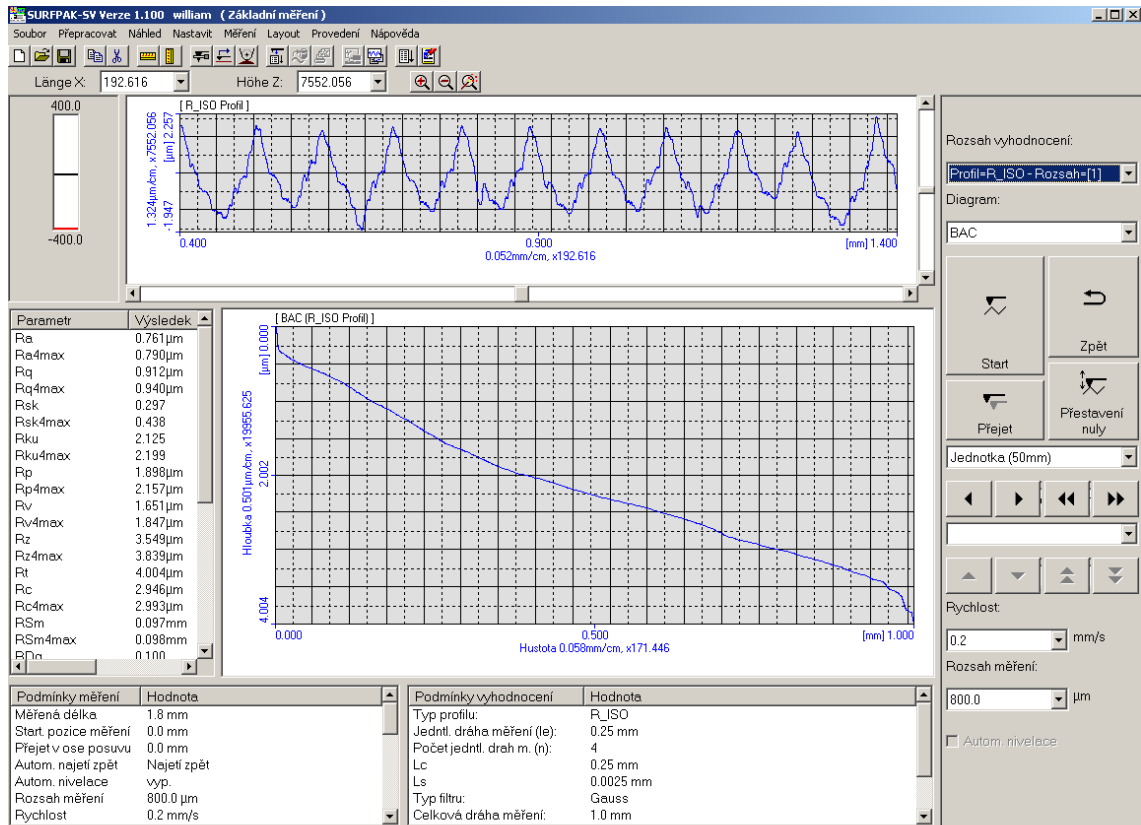 SURFPAK-SV Verze 1.100 william ( Základní měření )
Soubor Přepracovat Náhled Nastavit Měření Layout Provedení Nápověda
Länge X: 192.616 Höhe Z: 7552.056
400.0
-400.0
[ R_ISO Profil ]
1.324µm/cm, x7552.056
-1.947 [µm] 2.257
0.400 0.900 [mm] 1.400
0.052mm/cm, x192.616
Parametr Výsledek
Ra 0.761µm
Ra4max 0.790µm
Rq 0.912µm
Rq4max 0.940µm
Rsk 0.297
Rsk4max 0.438
Rku 2.125
Rku4max 2.199
Rp 1.898µm
Rp4max 2.157µm
Rv 1.651µm
Rv4max 1.847µm
Rz 3.549µm
Rz4max 3.839µm
Rt 4.004µm
Rc 2.946µm
Rc4max 2.993µm
RSm 0.097mm
RSm4max 0.098mm
RDq 0.100
[ BAC (R_ISO Profil) ]
Hloubka 0.501µm/cm, x19955.625
4.004 2.002 [µm] 0.000
0.000 0.500 [mm] 1.000
Hustota 0.058mm/cm, x171.446
Podmínky měření Hodnota
Měřená délka 1.8 mm
Start. pozice měření 0.0 mm
Přejet v ose posuvu 0.0 mm
Autom. najetí zpět Najetí zpět
Autom. nivelace vyp.
Rozsah měření 800.0 µm
Rychlost 0.2 mm/s
Podmínky vyhodnocení Hodnota
Typ profilu: R_ISO
Jedntl. dráha měření (le): 0.25 mm
Počet jedntl. drah m. (n) 4
Lc 0.25 mm
Ls 0.0025 mm
Typ filtru: Gauss
Celková dráha měření: 1.0 mm
Rozsah vyhodnocení:
Profil=R_ISO - Rozsah=[1]
Diagram:
BAC
Start
Zpět
Přejet
Přestavení
nuly
Jednotka (50mm)
Rychlost:
0.2 mm/s
Rozsah měření:
800.0 µm
Autom. nivelace